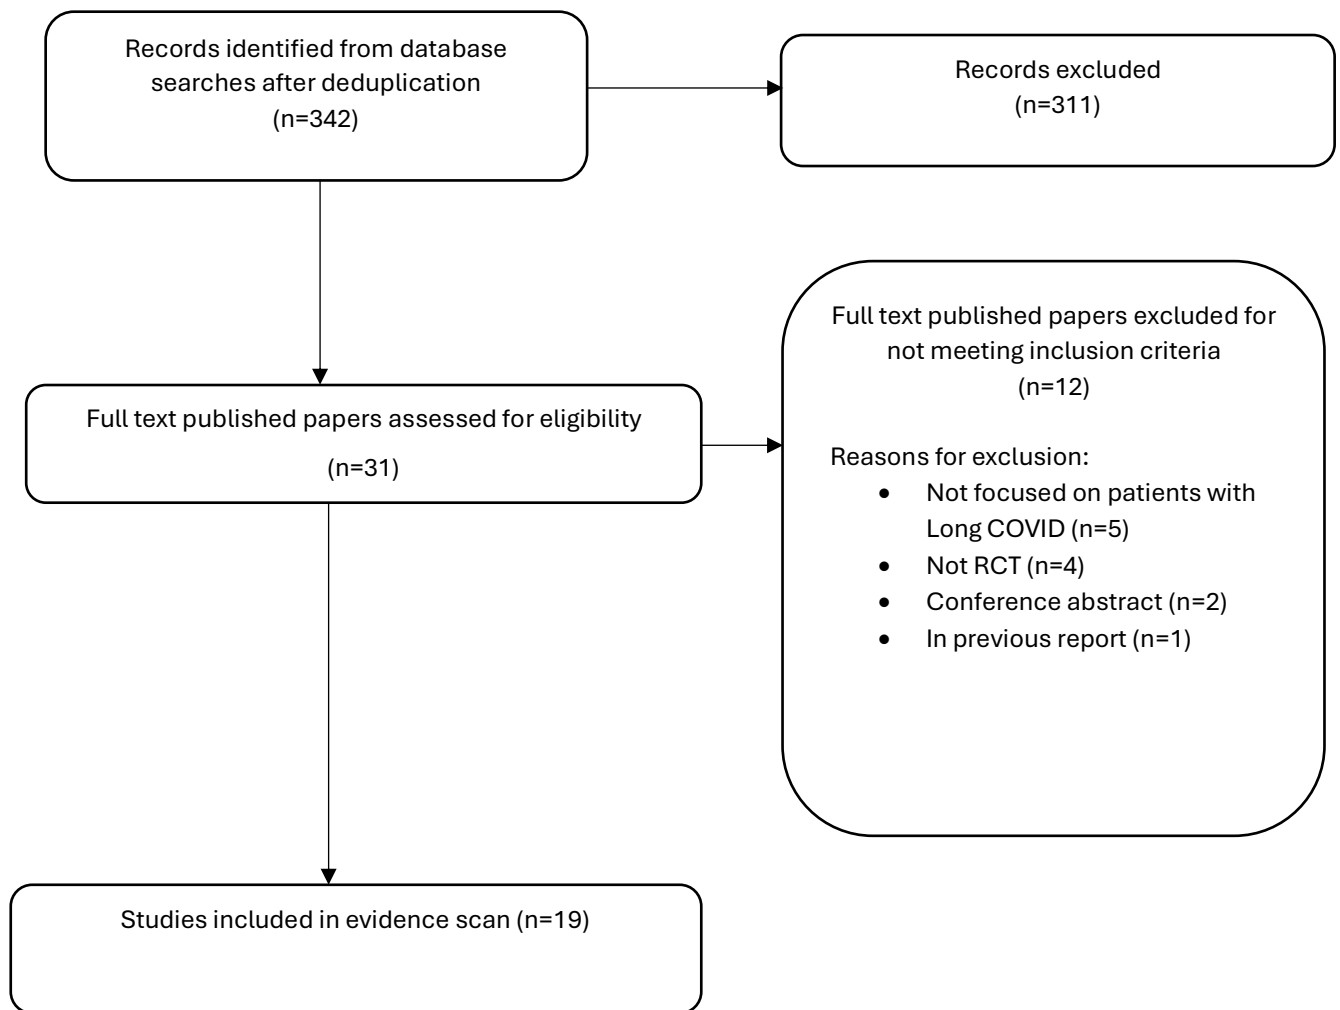 Records identified from database
searches after deduplication
(n=342)
Records excluded
(n=311)
Full text published papers assessed for eligibility
(n=31)
Full text published papers excluded for
not meeting inclusion criteria
(n=12)
Reasons for exclusion:
• Not focused on patients with
Long COVID (n=5)
• Not RCT (n=4)
• Conference abstract (n=2)
• In previous report (n=1)
Studies included in evidence scan (n=19)